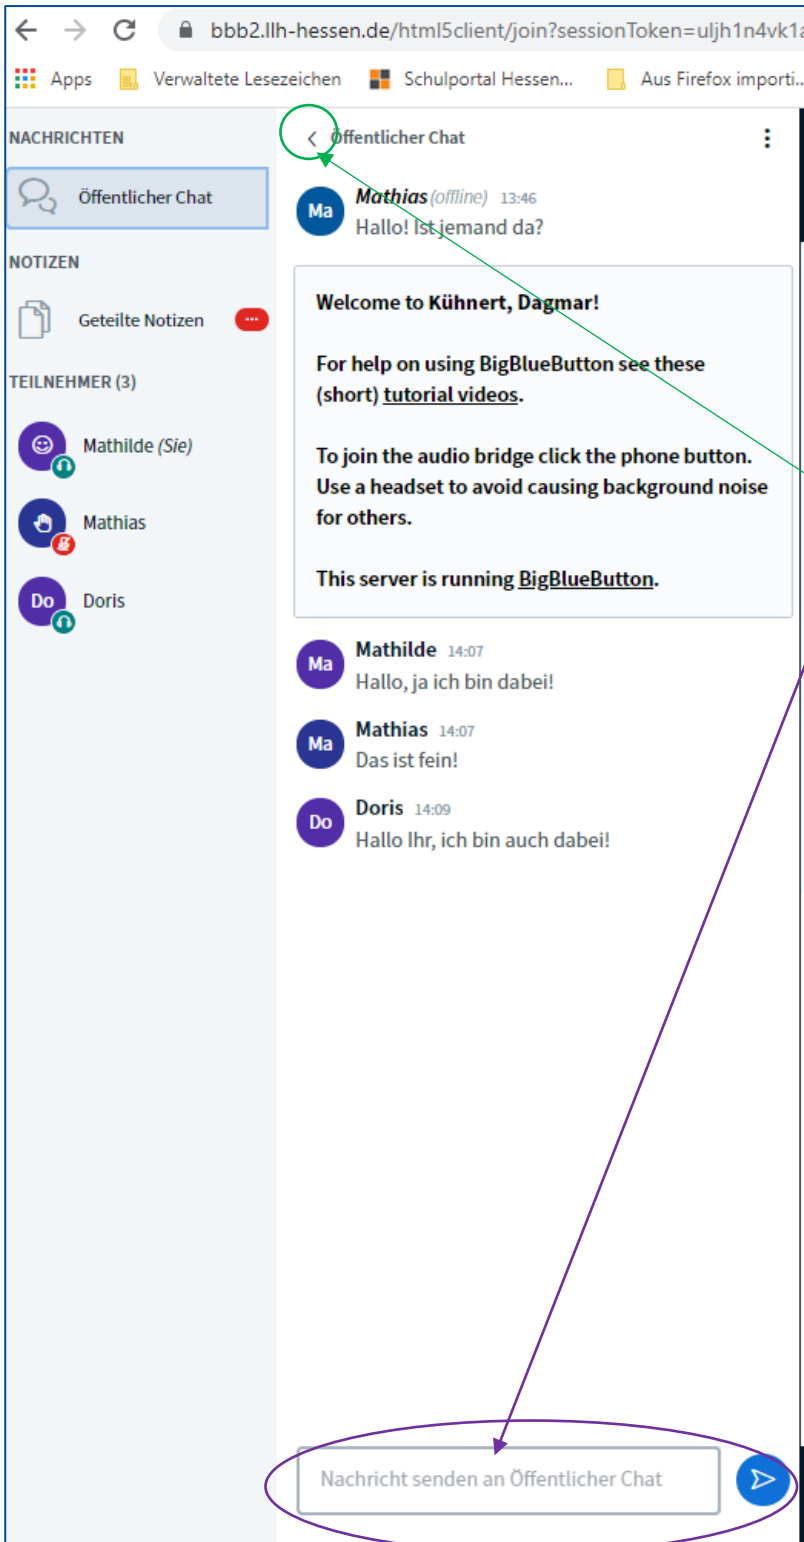 bbb2.llh-hessen.de/html5client/join?sessionToken=uljh1n4vk1
Apps Verwaltete Lesezeichen Schulportal Hessen... Aus Firefox importi...
NACHRICHTEN
Öffentlicher Chat
NOTIZEN
Geteilte Notizen
TEILNEHMER (3)
Mathilde (Sie)
Mathias
Do Doris
Öffentlicher Chat
Ma Mathias (offline) 13:46
Hallo! Ist jemand da?
Welcome to Kühnert, Dagmar!
For help on using BigBlueButton see these
(short) tutorial videos.
To join the audio bridge click the phone button.
Use a headset to avoid causing background noise
for others.
This server is running BigBlueButton.
Ma Mathilde 14:07
Hallo, ja ich bin dabei!
Ma Mathias 14:07
Das ist fein!
Do Doris 14:09
Hallo Ihr, ich bin auch dabei!
Nachricht senden an Öffentlicher Chat